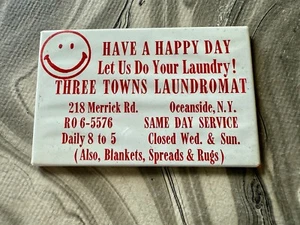 HAVE A HAPPY DAY
Let Us Do Your Laundry!
THREE TOWNS LAUNDROMAT
218 Merrick Rd. Oceanside, N.Y.
RO 6-5576 SAME DAY SERVICE
Daily 8 to 5 Closed Wed. & Sun.
(Also, Blankets, Spreads & Rugs)